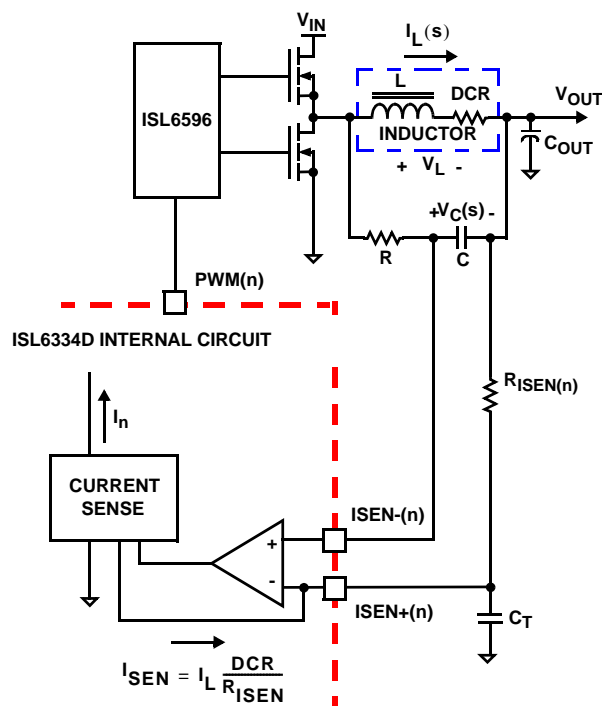 V_IN
I_L(s)
L
DCR
INDUCTOR
ISL6596
V_OUT
C_OUT
+ V_L -
+V_C(s) -
R
C
PWM(n)
ISL6334D INTERNAL CIRCUIT
R_ISEN(n)
I_n
CURRENT
SENSE
ISEN-(n)
+
-
ISEN+(n)
C_T
I_SEN = I_L DCR / R_ISEN